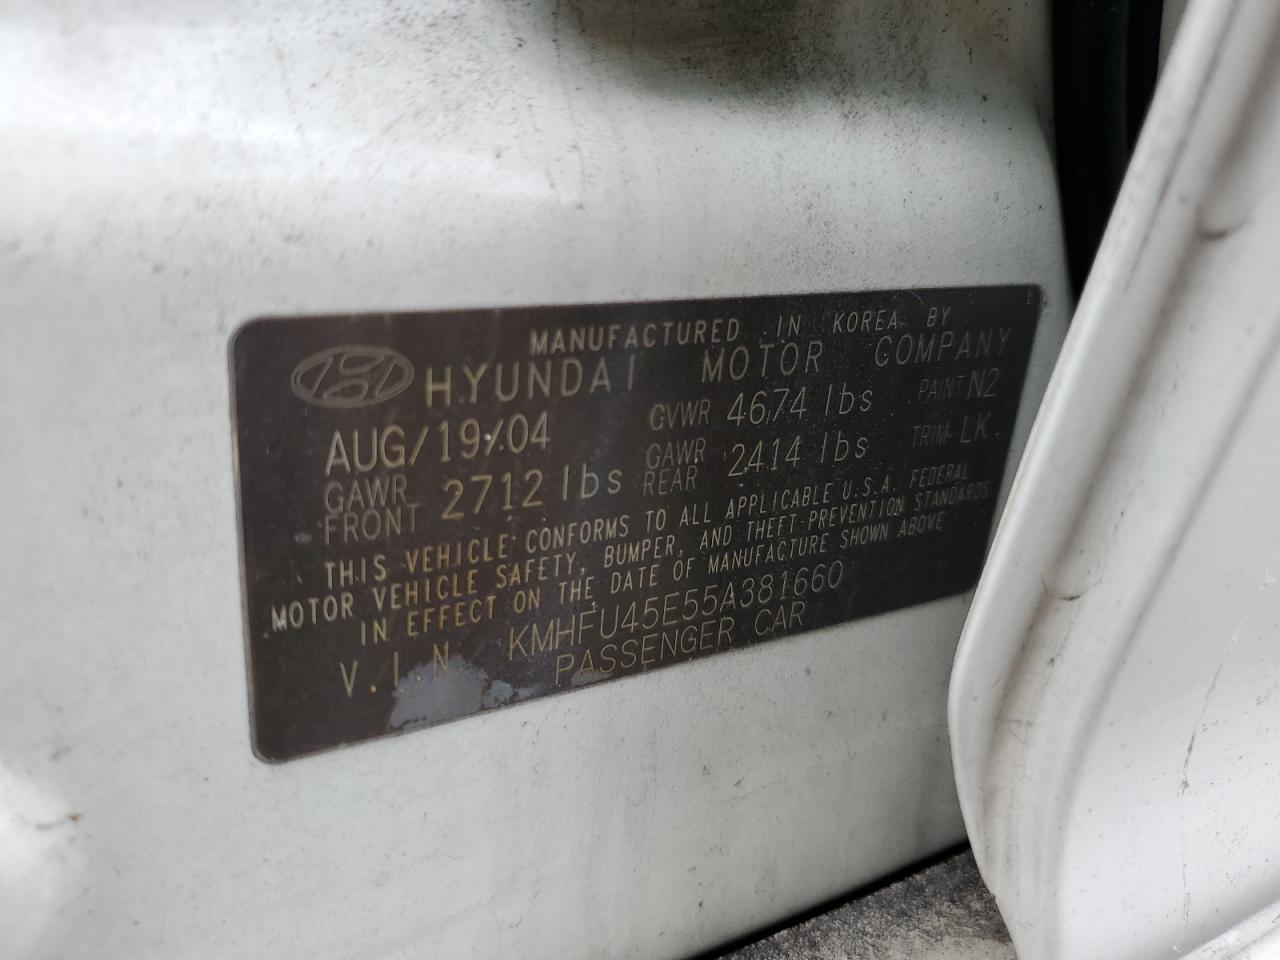 MANUFACTURED IN KOREA BY
HYUNDAI MOTOR COMPANY
AUG/19/04 GVWR 4674 lbs PAINT N2
GAWR FRONT 2712 lbs GAWR REAR 2414 lbs TRIM LK
THIS VEHICLE CONFORMS TO ALL APPLICABLE U.S.A. FEDERAL
MOTOR VEHICLE SAFETY, BUMPER, AND THEFT-PREVENTION STANDARDS
IN EFFECT ON THE DATE OF MANUFACTURE SHOWN ABOVE
V.I.N KMHFU45E55A381660
PASSENGER CAR